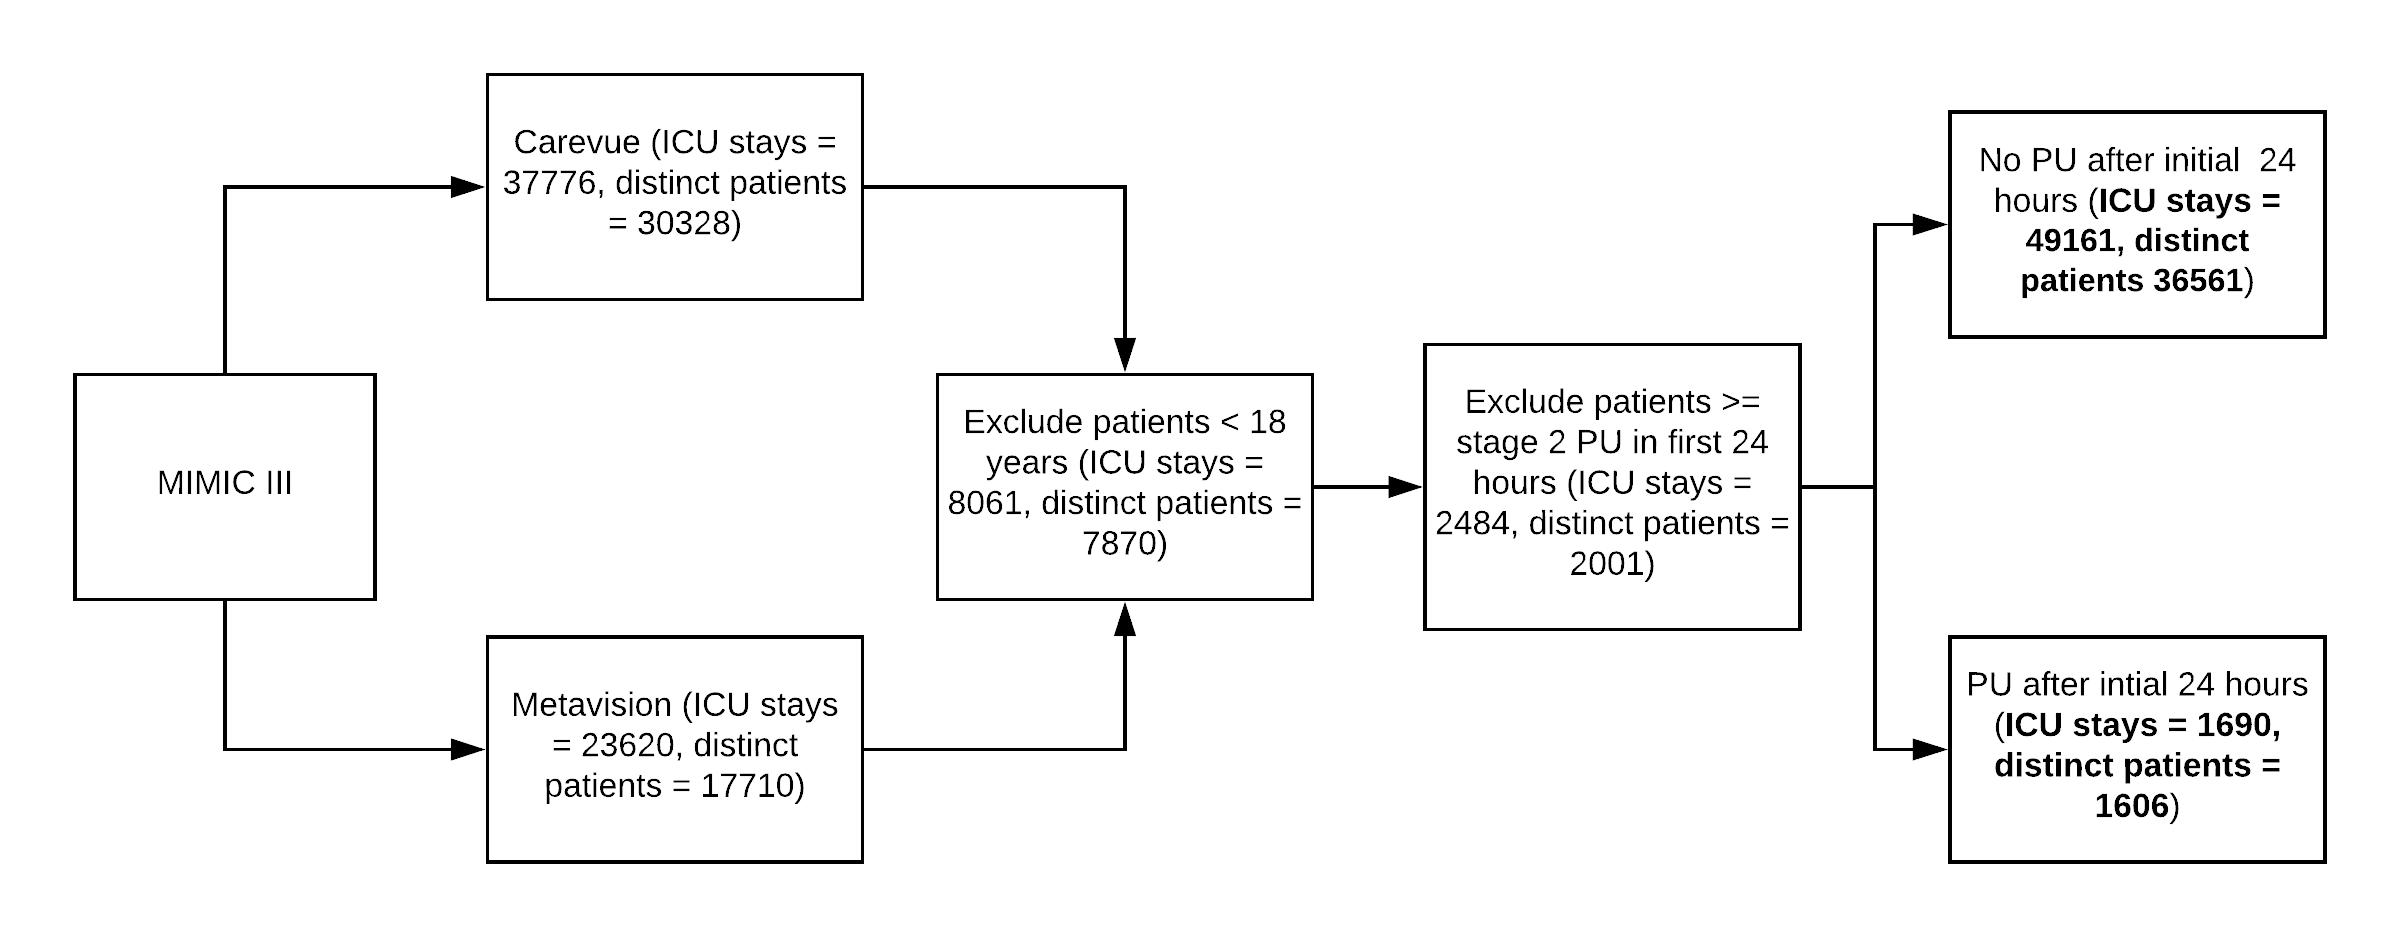 MIMIC III
Carevue (ICU stays =
37776, distinct patients
= 30328)
Metavision (ICU stays
= 23620, distinct
patients = 17710)
Exclude patients < 18
years (ICU stays =
8061, distinct patients =
7870)
Exclude patients >=
stage 2 PU in first 24
hours (ICU stays =
2484, distinct patients =
2001)
No PU after initial  24
hours (ICU stays =
49161, distinct
patients 36561)
PU after intial 24 hours
(ICU stays = 1690,
distinct patients =
1606)